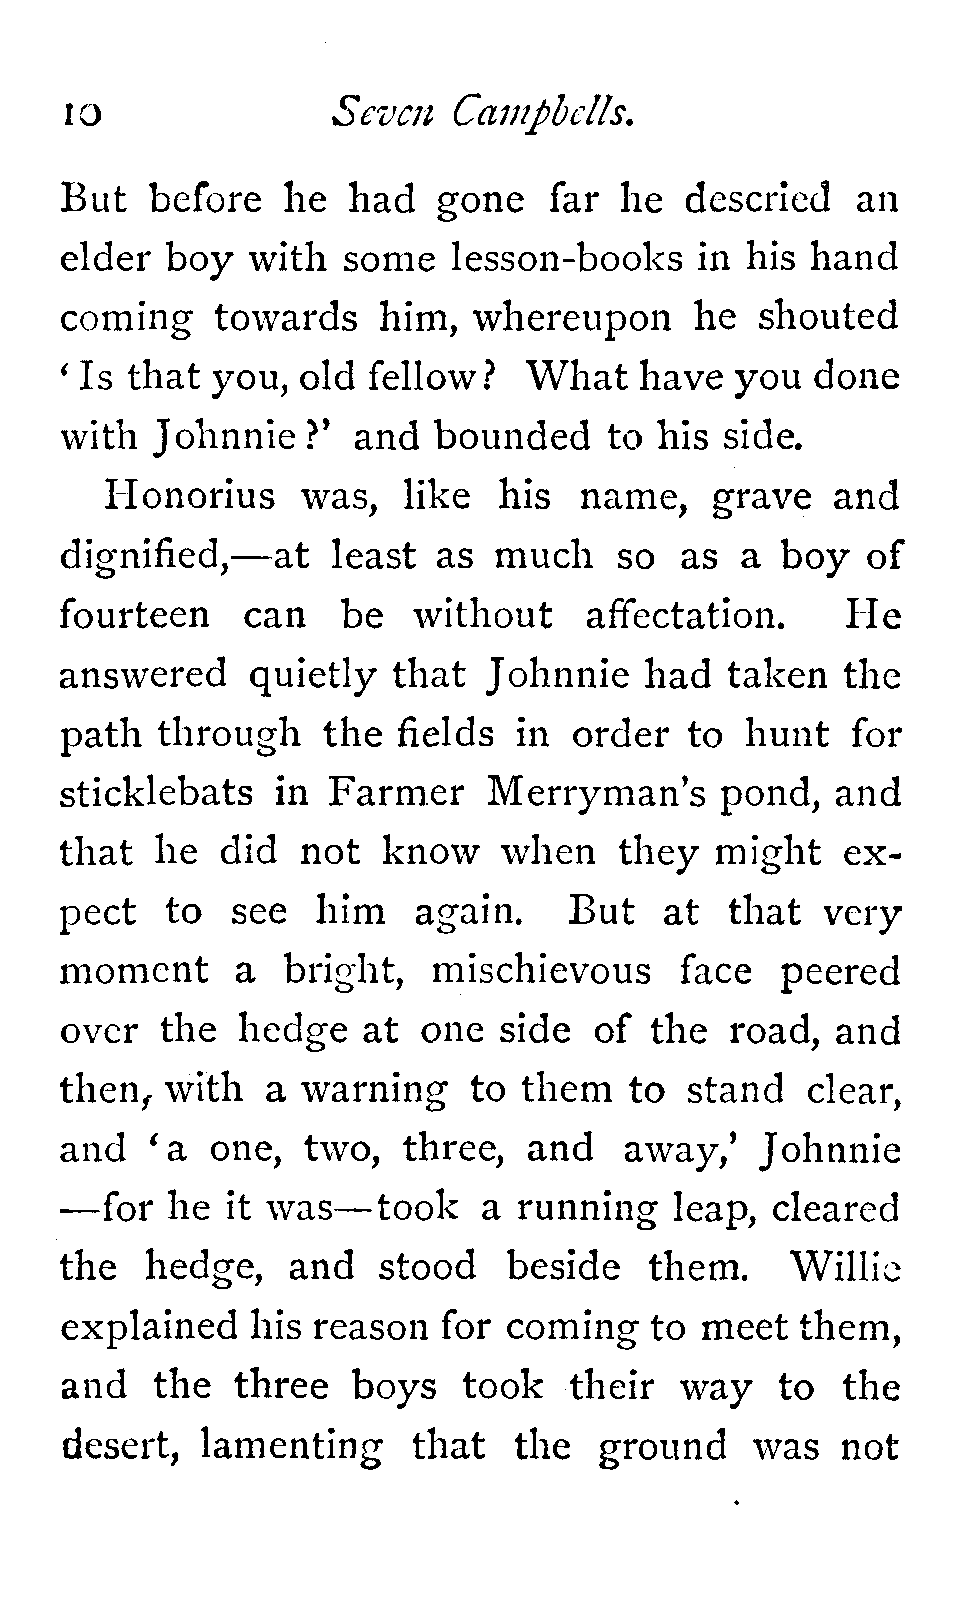 10 Seven Campbells.
But before he had gone far he descried an
elder boy with some lesson-books in his hand
coming towards him, whereupon he shouted
‘Is that you, old fellow? What have you done
with Johnnie?’ and bounded to his side.
Honorius was, like his name, grave and
dignified,—at least as much so as a boy of
fourteen can be without affectation. He
answered quietly that Johnnie had taken the
path through the fields in order to hunt for
sticklebats in Farmer Merryman's pond, and
that he did not know when they might ex-
pect to see him again. But at that very
moment a bright, mischievous face peered
over the hedge at one side of the road, and
then, with a warning to them to stand clear,
and ‘a one, two, three, and away,’ Johnnie
—for he it was—took a running leap, cleared
the hedge, and stood beside them. Willie
explained his reason for coming to meet them,
and the three boys took their way to the
desert, lamenting that the ground was not